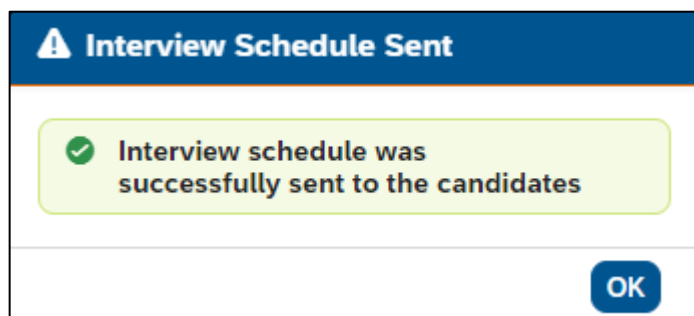 Interview Schedule Sent
Interview schedule was
successfully sent to the candidates
OK